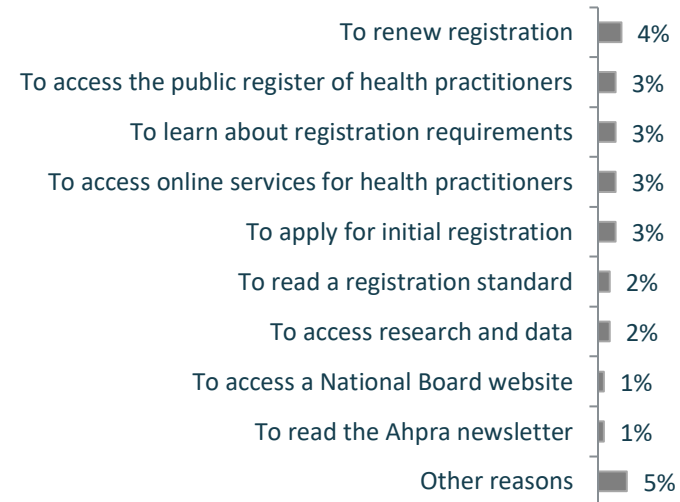 To renew registration 4%
To access the public register of health practitioners 3%
To learn about registration requirements 3%
To access online services for health practitioners 3%
To apply for initial registration 3%
To read a registration standard 2%
To access research and data 2%
To access a National Board website 1%
To read the Ahpra newsletter 1%
Other reasons 5%